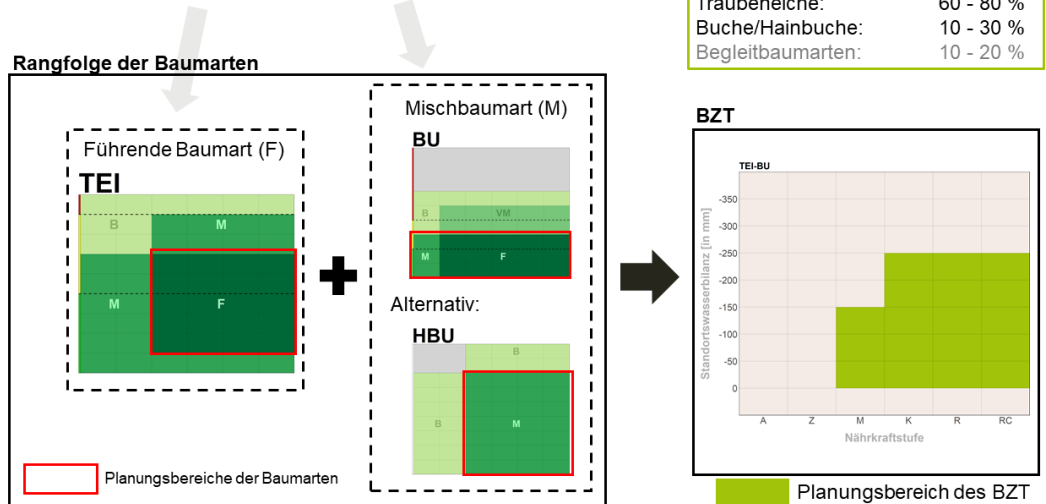 Traubeneiche: 60 - 80 %
Buche/Hainbuche: 10 - 30 %
Begleitbaumarten: 10 - 20 %
Rangfolge der Baumarten
Führende Baumart (F)
TEI
B M
M F
Mischbaumart (M)
BU
B VM
M F
Alternativ:
HBU
B
B M
Planungsbereiche der Baumarten
BZT
TEI-BU
Standortswasserbilanz [in mm]
-350
-300
-250
-200
-150
-100
-50
0
A Z M K R RC
Nährkraftstufe
Planungsbereich des BZT